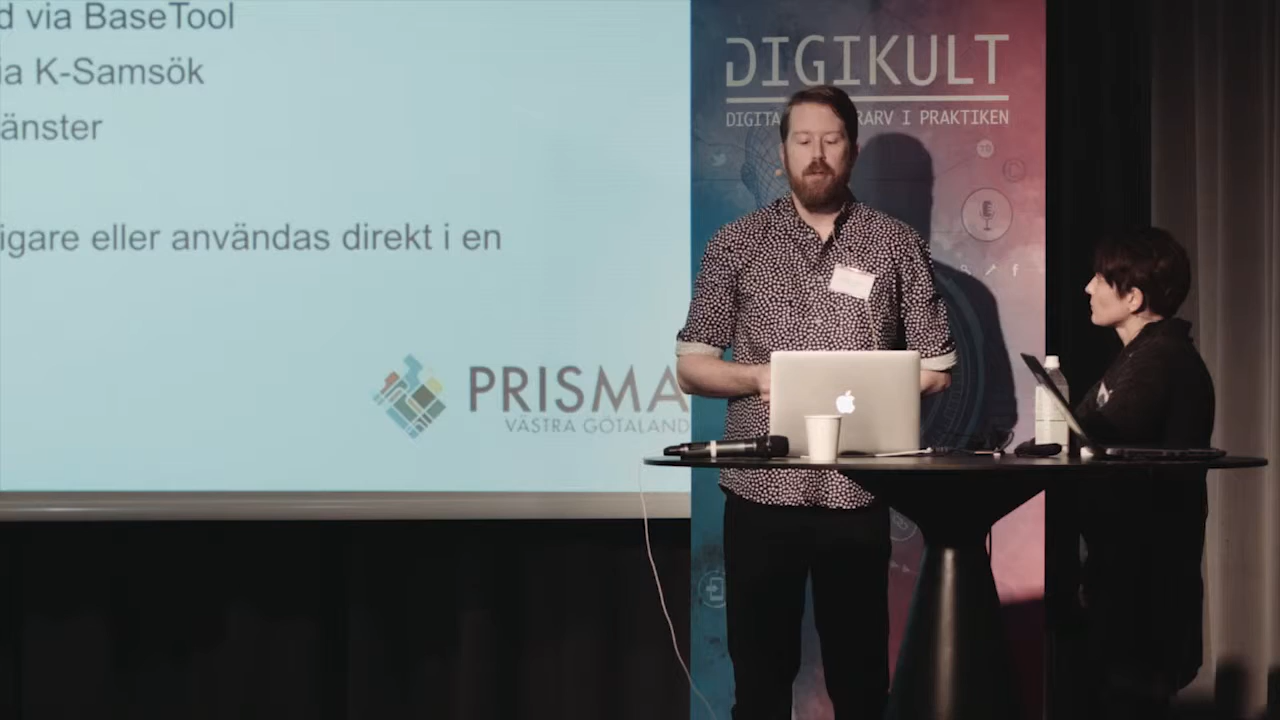 d via BaseTool
ia K-Samsök
änster
igare eller användas direkt i en
PRISMA
VÄSTRA GÖTALAND
DIGIKULT
DIGITA RARV I PRAKTIKEN